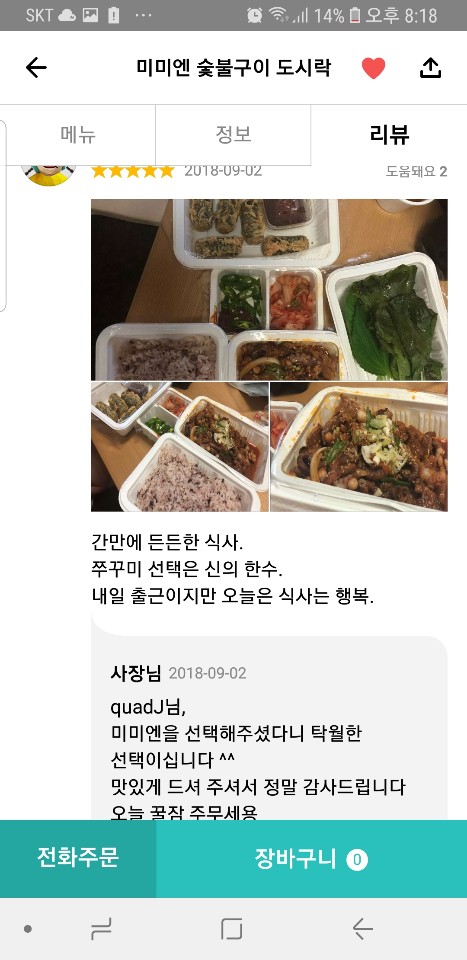 SKT 14% 오후 8:18
미미엔 숯불구이 도시락
메뉴 정보 리뷰
★★★★★ 2018-09-02 도움돼요 2
간만에 든든한 식사.
쭈꾸미 선택은 신의 한수.
내일 출근이지만 오늘은 식사는 행복.
사장님 2018-09-02
quadJ님,
미미엔을 선택해주셨다니 탁월한
선택이십니다 ^^
맛있게 드셔 주셔서 정말 감사드립니다
오늘 꿀잠 주무세용
전화주문 장바구니 0